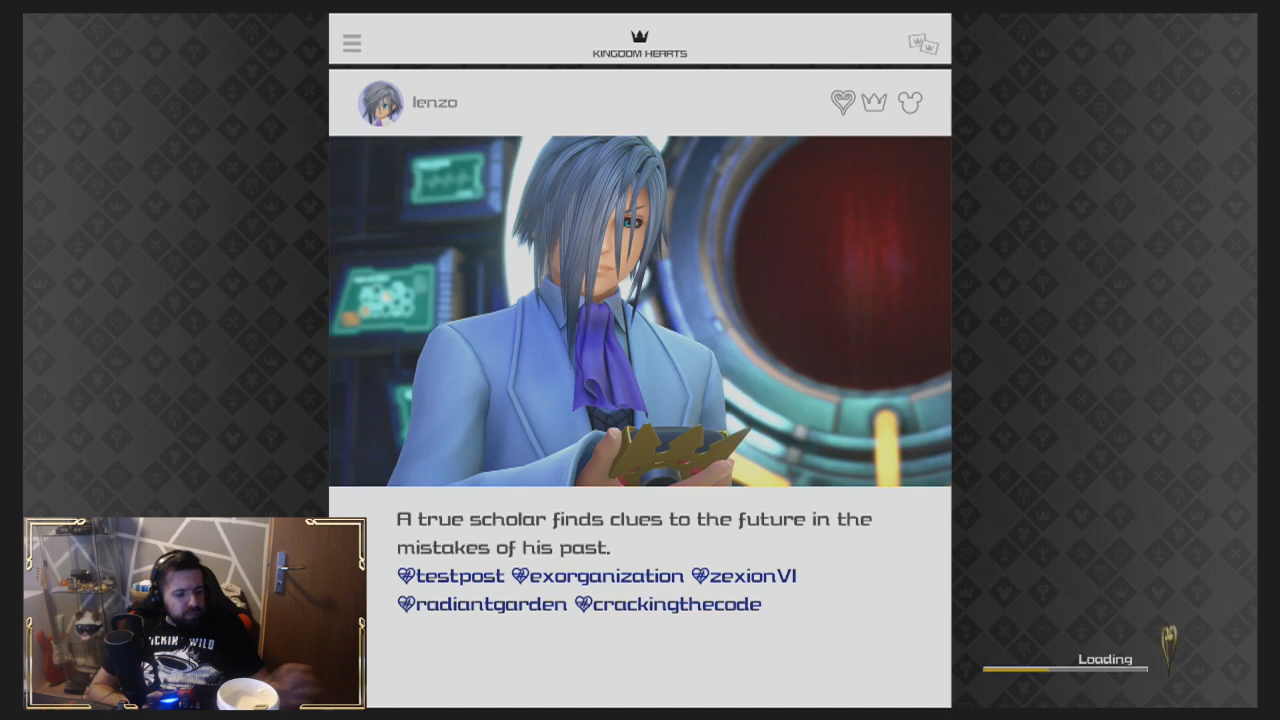 KINGDOM HEARTS
Ienzo
A true scholar finds clues to the future in the
mistakes of his past.
#testpost #exorganization #zexionVI
#radiantgarden #crackingthecode
Loading
WILD